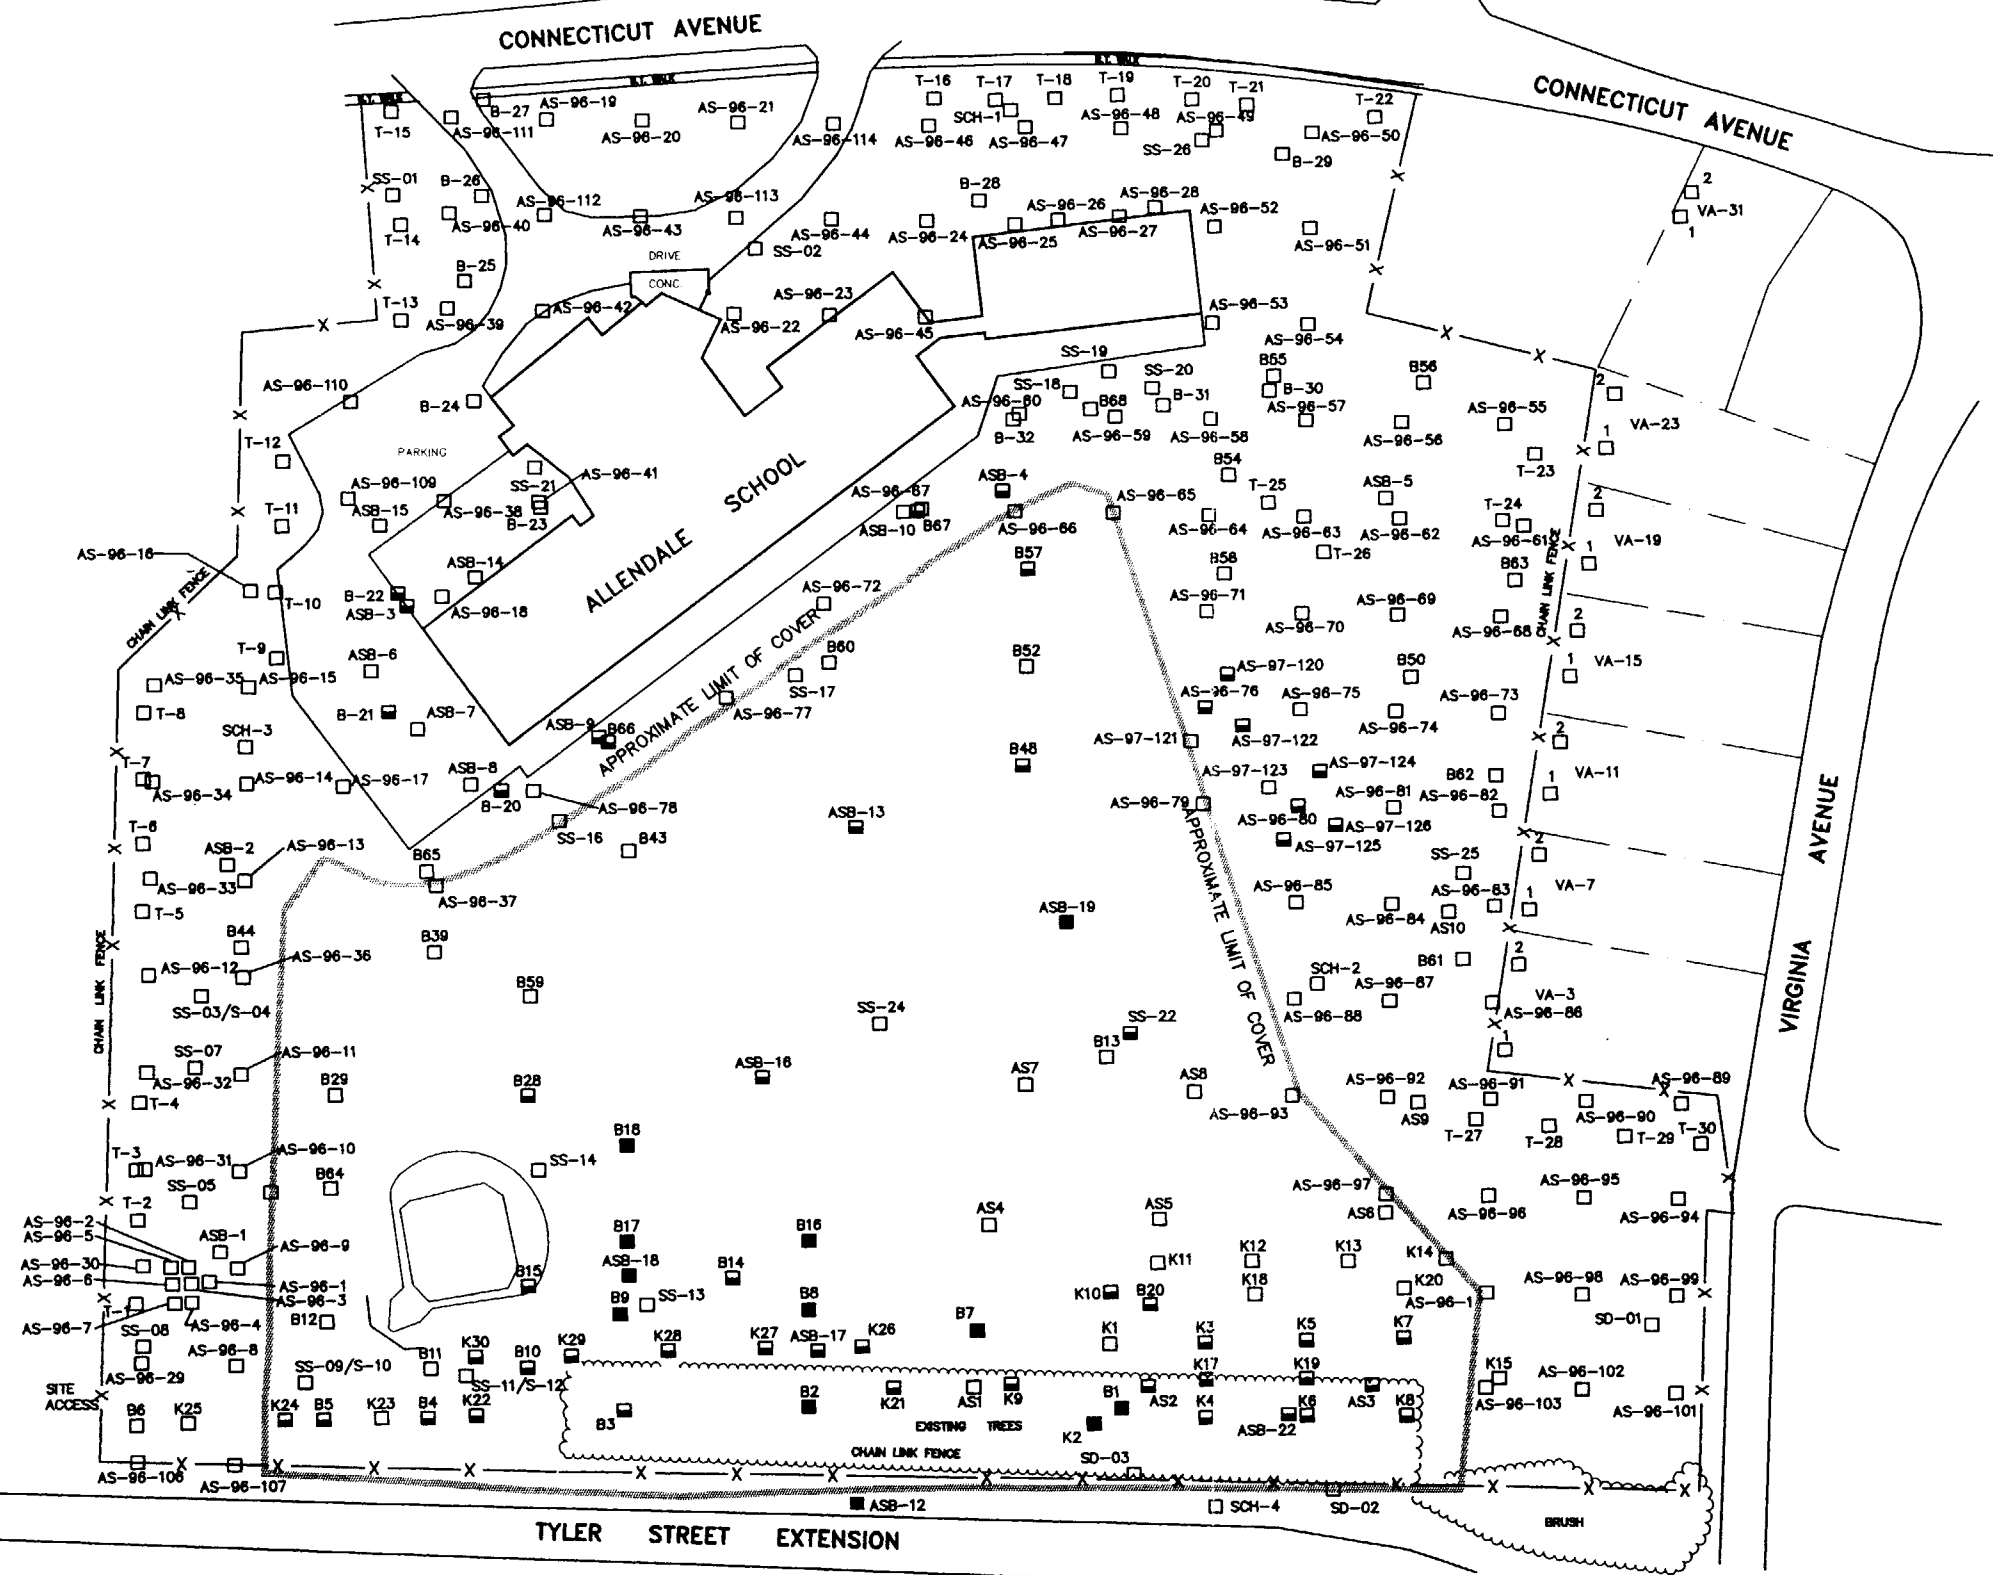 CONNECTICUT AVENUE
CONNECTICUT AVENUE
T-16
T-17
T-18
T-19
T-20
T-21
T-22
T-15
AS-96-111
B-27
AS-96-19
AS-96-20
AS-96-21
AS-96-114
AS-96-46
SCH-1
AS-96-47
AS-96-48
AS-96-49
SS-26
B-29
AS-96-50
SS-01
B-26
AS-96-112
AS-96-113
B-28
AS-96-26
AS-96-28
AS-96-52
2
VA-31
1
T-14
AS-96-40
AS-96-43
AS-96-44
AS-96-24
AS-96-25
AS-96-27
AS-96-51
SS-02
DRIVE
CONC.
B-25
T-13
AS-96-39
AS-96-42
AS-96-22
AS-96-23
AS-96-45
AS-96-53
AS-96-54
SS-19
SS-18
SS-20
B55
B56
B-30
B-31
B68
AS-96-60
B-32
AS-96-59
AS-96-58
AS-96-57
AS-96-56
AS-96-55
2
VA-23
1
AS-96-110
B-24
T-12
PARKING
T-11
AS-96-109
ASB-15
AS-96-38
SS-21
B-23
AS-96-41
ALLENDALE SCHOOL
AS-96-67
ASB-10
B67
ASB-4
AS-96-66
AS-96-65
B54
T-25
AS-96-64
AS-96-63
T-26
ASB-5
AS-96-62
T-23
T-24
AS-96-61
2
VA-19
1
CHAIN LINK FENCE
AS-96-16
CHAIN LINK FENCE
T-10
B-22
ASB-3
ASB-14
AS-96-18
AS-96-72
B57
B58
AS-96-71
AS-96-70
AS-96-69
AS-96-68
B63
2
VA-15
1
T-9
AS-96-35
AS-96-15
ASB-6
T-8
B-21
ASB-7
ASB-9
B66
APPROXIMATE LIMIT OF COVER
B60
SS-17
AS-96-77
B52
AS-97-120
AS-96-76
AS-96-75
AS-97-121
AS-97-122
B50
AS-96-74
AS-96-73
2
VA-11
1
SCH-3
T-7
AS-96-34
AS-96-14
AS-96-17
ASB-8
B-20
AS-96-78
SS-16
B43
ASB-13
B48
AS-97-123
AS-97-124
AS-96-79
AS-96-80
AS-96-81
AS-97-126
AS-97-125
B62
AS-96-82
VIRGINIA AVENUE
T-6
ASB-2
AS-96-13
AS-96-33
T-5
B65
AS-96-37
ASB-19
APPROXIMATE LIMIT OF COVER
AS-96-85
AS-96-84
SS-25
AS-96-83
AS10
2
VA-7
1
CHAIN LINK FENCE
B44
AS-96-12
AS-96-36
B39
SS-03/S-04
B59
SS-24
SS-22
B13
SCH-2
AS-96-88
AS-96-87
B61
2
VA-3
AS-96-86
1
SS-07
AS-96-11
AS-96-32
T-4
B29
B28
ASB-16
AS7
AS8
AS-96-93
AS-96-92
AS9
AS-96-91
AS-96-90
AS-96-89
T-27
T-28
T-29
T-30
T-3
AS-96-31
AS-96-10
SS-05
B64
B18
SS-14
T-2
AS-96-2
AS-96-5
AS-96-30
AS-96-6
ASB-1
AS-96-9
AS-96-1
AS-96-3
T-1
AS-96-7
AS-96-4
B17
ASB-18
B15
B9
SS-13
B14
B16
B8
AS4
B7
AS5
K11
K10
B20
K12
K18
K13
AS-96-97
AS6
K14
K20
AS-96-1
AS-96-96
AS-96-95
AS-96-94
AS-96-98
AS-96-99
SD-01
SS-08
AS-96-8
AS-96-29
B12
SS-09/S-10
B11
K30
B10
SS-11/S-12
K29
K28
K27
ASB-17
K26
K1
K3
K5
K7
K17
K19
K15
AS-96-102
AS-96-103
AS-96-101
SITE
ACCESS
B6
K25
K24
B5
K23
B4
K22
B3
B2
K21
AS1
K9
B1
K2
AS2
K4
ASB-22
K6
AS3
K8
EXISTING TREES
CHAIN LINK FENCE
SD-03
AS-96-106
AS-96-107
ASB-12
SCH-4
SD-02
BRUSH
TYLER STREET EXTENSION